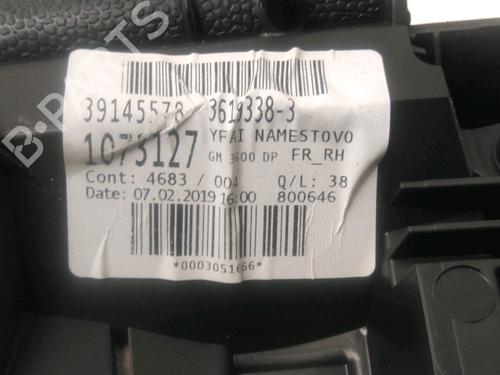 39145578 3619338-3
1073127 YFAI NAMESTOVO
GM 3600 DP FR_RH
Cont: 4683 / 004 Q/L: 38
Date: 07.02.2019 16:00 800646
B-PARTS